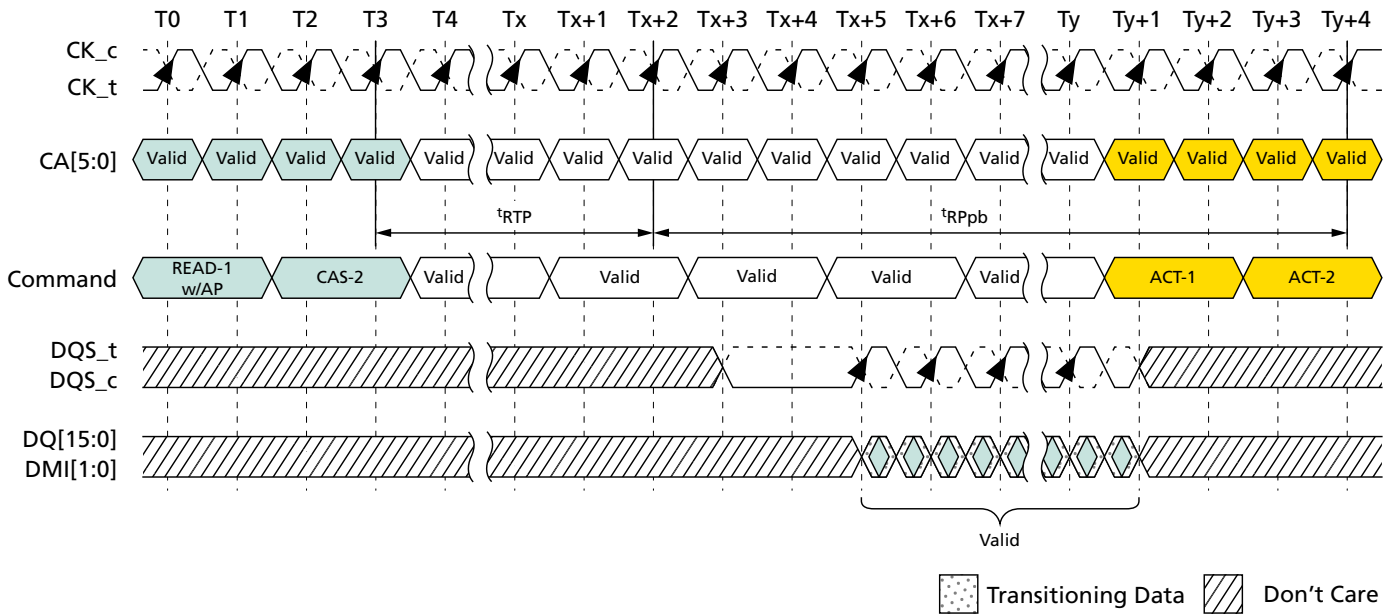 T0 T1 T2 T3 T4 Tx Tx+1 Tx+2 Tx+3 Tx+4 Tx+5 Tx+6 Tx+7 Ty Ty+1 Ty+2 Ty+3 Ty+4
CK_c
CK_t
CA[5:0] Valid Valid Valid Valid Valid Valid Valid Valid Valid Valid Valid Valid Valid Valid Valid Valid Valid Valid
tRTP tRPpb
Command READ-1 w/AP CAS-2 Valid Valid Valid Valid Valid ACT-1 ACT-2
DQS_t
DQS_c
DQ[15:0]
DMI[1:0]
Valid
Transitioning Data Don't Care